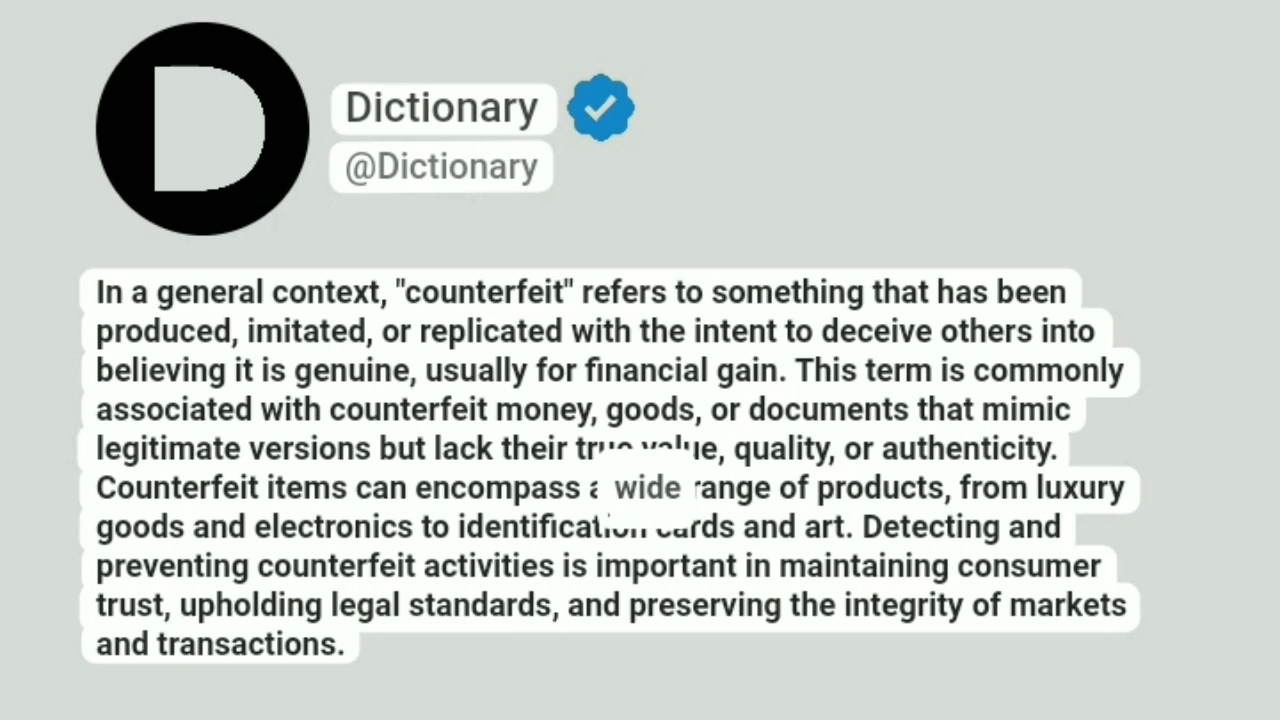 D
Dictionary
@Dictionary
In a general context, "counterfeit" refers to something that has been
produced, imitated, or replicated with the intent to deceive others into
believing it is genuine, usually for financial gain. This term is commonly
associated with counterfeit money, goods, or documents that mimic
legitimate versions but lack their true value, quality, or authenticity.
Counterfeit items can encompass a wide range of products, from luxury
goods and electronics to identification cards and art. Detecting and
preventing counterfeit activities is important in maintaining consumer
trust, upholding legal standards, and preserving the integrity of markets
and transactions.